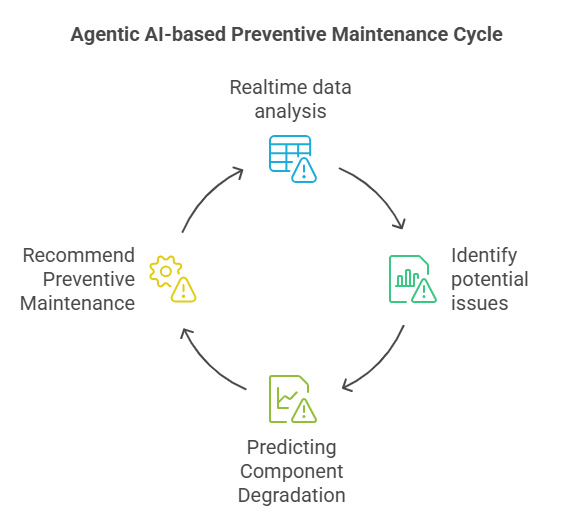 Agentic AI-based Preventive Maintenance Cycle
Realtime data
analysis
Identify
potential
issues
Predicting
Component
Degradation
Recommend
Preventive
Maintenance